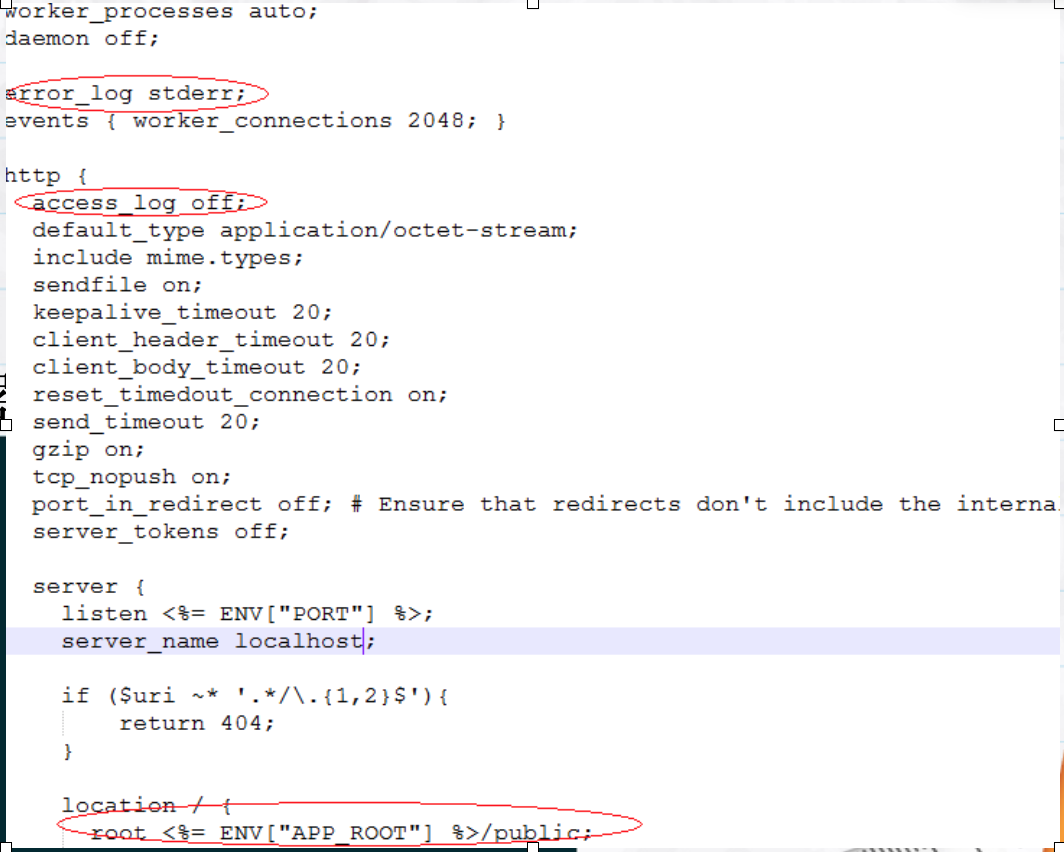 worker_processes auto;
daemon off;
error_log stderr;
events { worker_connections 2048; }
http {
access_log off;
default_type application/octet-stream;
include mime.types;
sendfile on;
keepalive_timeout 20;
client_header_timeout 20;
client_body_timeout 20;
reset_timedout_connection on;
send_timeout 20;
gzip on;
tcp_nopush on;
port_in_redirect off; # Ensure that redirects don't include the interna
server_tokens off;
server {
listen <%= ENV["PORT"] %>;
server_name localhost;
if ($uri ~* '.*/\.{1,2}$'){
return 404;
}
location / {
root <%= ENV["APP_ROOT"] %>/public;